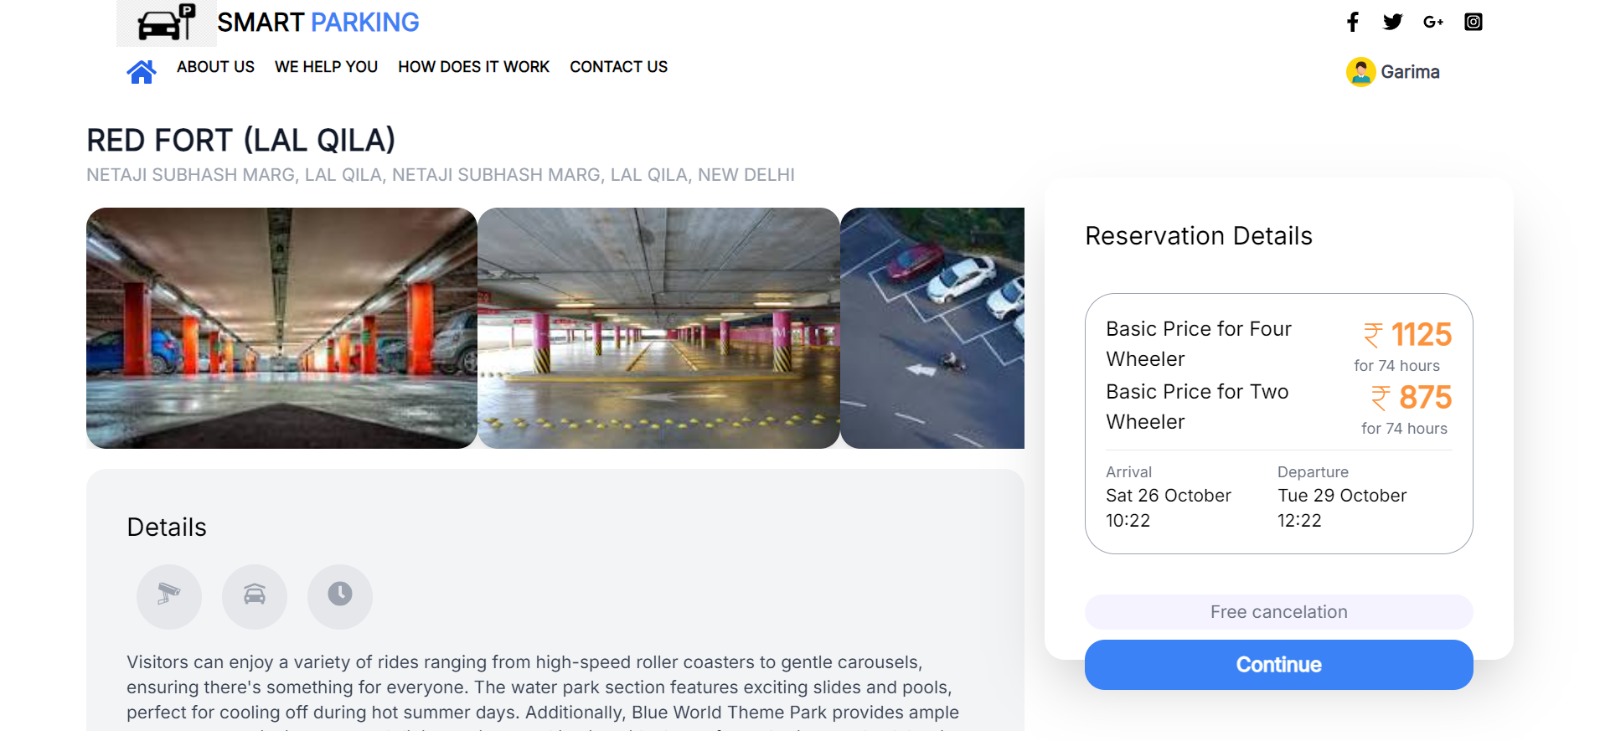 SMART PARKING
ABOUT US WE HELP YOU HOW DOES IT WORK CONTACT US
Garima
RED FORT (LAL QILA)
NETAJI SUBHASH MARG, LAL QILA, NETAJI SUBHASH MARG, LAL QILA, NEW DELHI
Details
Visitors can enjoy a variety of rides ranging from high-speed roller coasters to gentle carousels,
ensuring there's something for everyone. The water park section features exciting slides and pools,
perfect for cooling off during hot summer days. Additionally, Blue World Theme Park provides ample
Reservation Details
Basic Price for Four
Wheeler
₹ 1125
for 74 hours
Basic Price for Two
Wheeler
₹ 875
for 74 hours
Arrival
Sat 26 October
10:22
Departure
Tue 29 October
12:22
Free cancelation
Continue